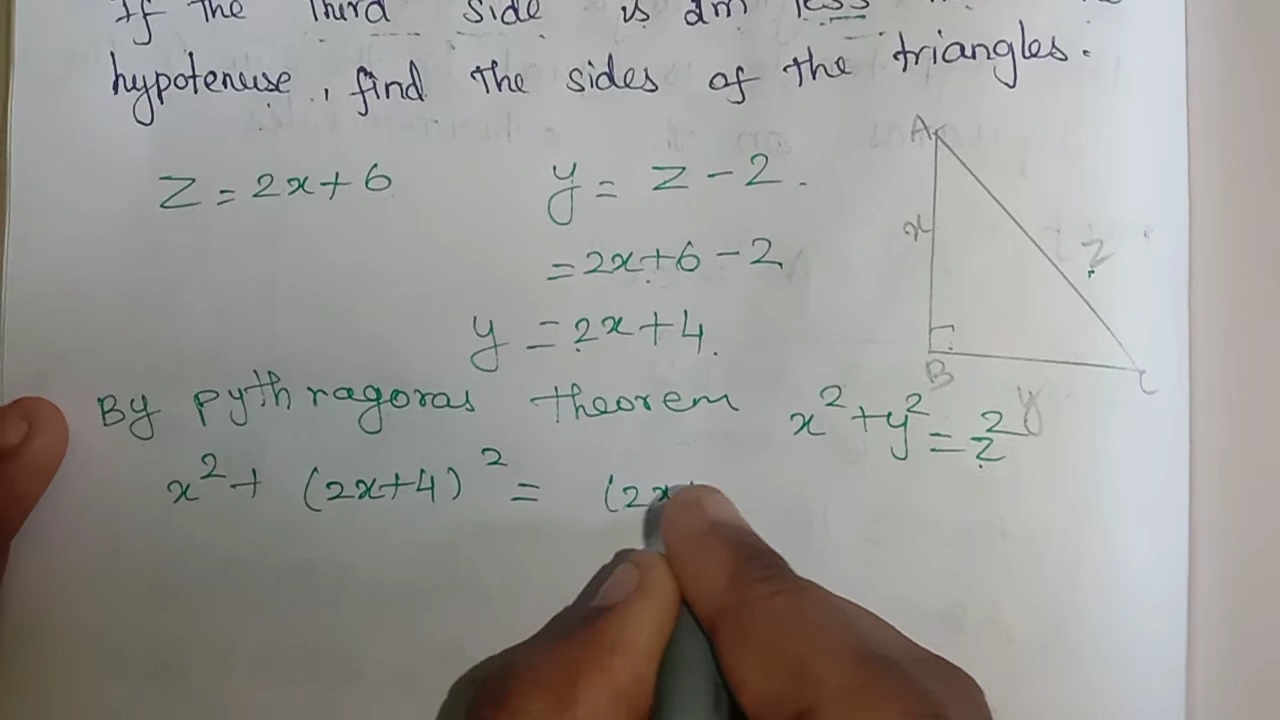 If The Third side is 2m less
hypotenuse, find the sides of the triangles.
z = 2x + 6
y = z - 2.
= 2x + 6 - 2
y = 2x + 4.
A
x
z
B
C
y
By pythragoras theorem x² + y² = z²
x² + (2x+4)² = (2x